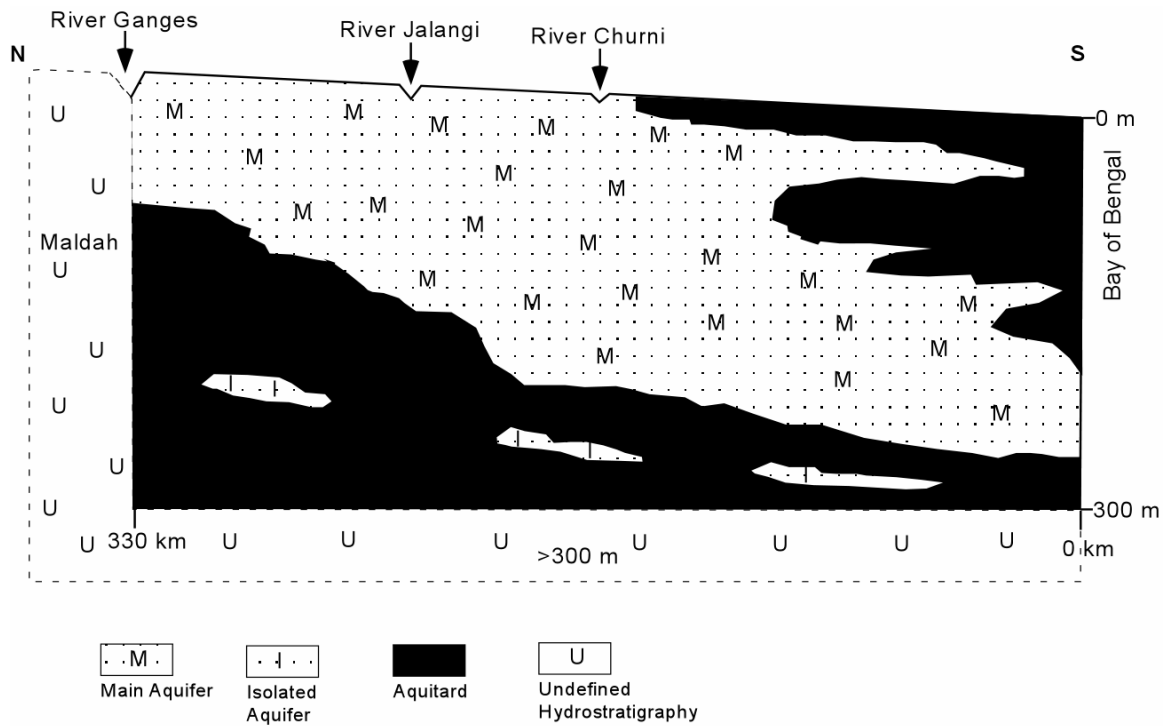 River Ganges
River Jalangi
River Churni
N
S
U
M
M
M
M
M
M
0 m
M
M
M
M
U
M
M
M
M
Maldah
U
M
M
Bay of Bengal
M
M
M
M
M
M
M
U
M
M
M
U
I
I
M
I
I
U
I
U
300 m
U
330 km
U
U
U
>300 m
U
U
U
U
0 km
M
I
U
Main Aquifer
Isolated
Aquifer
Aquitard
Undefined
Hydrostratigraphy